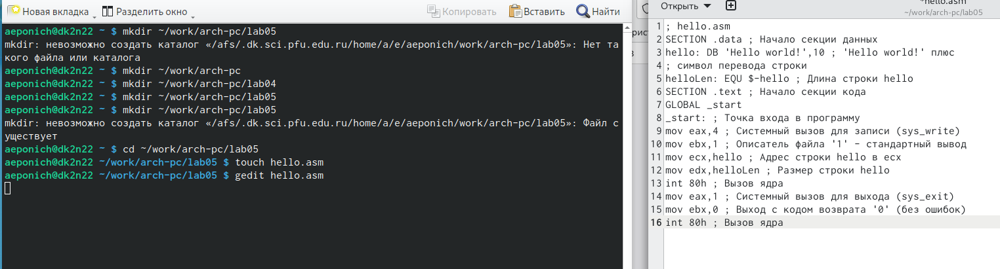 Новая вкладка Разделить окно Копировать Вставить Найти
aeponich@dk2n22 ~ $ mkdir ~/work/arch-pc/lab05
mkdir: невозможно создать каталог «/afs/.dk.sci.pfu.edu.ru/home/a/e/aeponich/work/arch-pc/lab05»: Нет та
кого файла или каталога
aeponich@dk2n22 ~ $ mkdir ~/work/arch-pc
aeponich@dk2n22 ~ $ mkdir ~/work/arch-pc/lab04
aeponich@dk2n22 ~ $ mkdir ~/work/arch-pc/lab05
aeponich@dk2n22 ~ $ mkdir ~/work/arch-pc/lab05
mkdir: невозможно создать каталог «/afs/.dk.sci.pfu.edu.ru/home/a/e/aeponich/work/arch-pc/lab05»: Файл с
уществует
aeponich@dk2n22 ~ $ cd ~/work/arch-pc/lab05
aeponich@dk2n22 ~/work/arch-pc/lab05 $ touch hello.asm
aeponich@dk2n22 ~/work/arch-pc/lab05 $ gedit hello.asm
Открыть
*hello.asm
~/work/arch-pc/lab05
1 ; hello.asm
2 SECTION .data ; Начало секции данных
3 hello: DB 'Hello world!',10 ; 'Hello world!' плюс
4 ; символ перевода строки
5 helloLen: EQU $-hello ; Длина строки hello
6 SECTION .text ; Начало секции кода
7 GLOBAL _start
8 _start: ; Точка входа в программу
9 mov eax,4 ; Системный вызов для записи (sys_write)
10 mov ebx,1 ; Описатель файла '1' - стандартный вывод
11 mov ecx,hello ; Адрес строки hello в ecx
12 mov edx,helloLen ; Размер строки hello
13 int 80h ; Вызов ядра
14 mov eax,1 ; Системный вызов для выхода (sys_exit)
15 mov ebx,0 ; Выход с кодом возврата '0' (без ошибок)
16 int 80h ; Вызов ядра